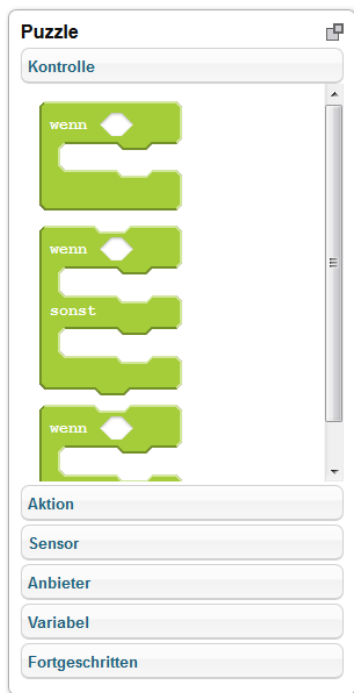 Puzzle
Kontrolle
wenn
wenn
sonst
wenn
Aktion
Sensor
Anbieter
Variabel
Fortgeschritten